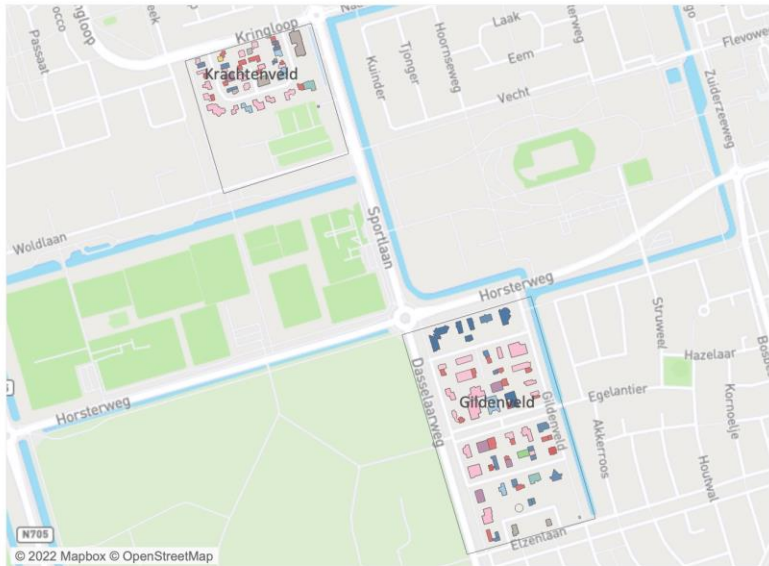 Kringloop
Passaat
Kringloop
Krachtenveld
Kuinder
Tjonger
Hoornseweg
Laak
Eem
Vecht
Flevowe
Zuiderzeeweg
Woldlaan
Sportlaan
Horsterweg
Struweel
Hazelaar
Dasselaarweg
Gildenveld
Gildenveld
Egelantier
Akkerroos
Kornoelje
Houtwal
Horsterweg
N705
Elzenlaan
© 2022 Mapbox © OpenStreetMap